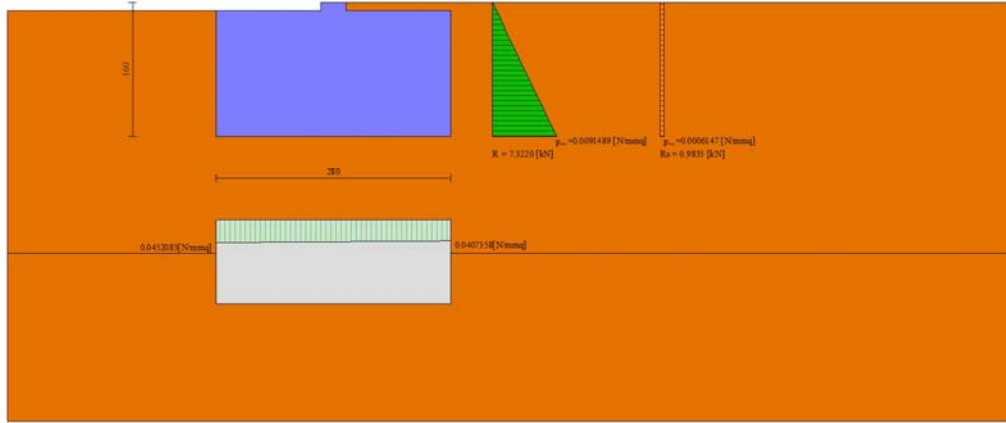 160
=0.0091489 [N/mmq]
R = 7.3220 [kN]
=0.0006147 [N/mmq]
Rs = 0.9835 [kN]
280
0.0452083[N/mmq]
0.0407358[N/mmq]